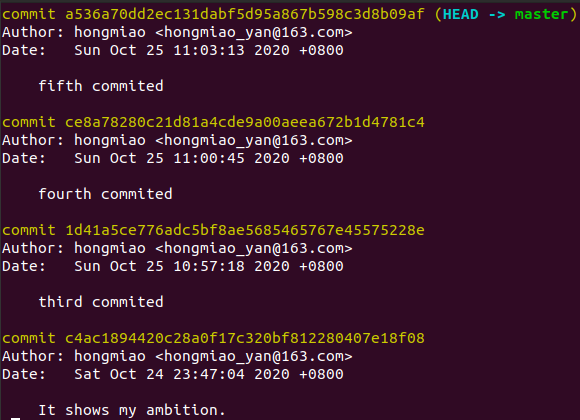 commit a536a70dd2ec131dabf5d95a867b598c3d8b09af (HEAD -> master)
Author: hongmiao <hongmiao_yan@163.com>
Date:   Sun Oct 25 11:03:13 2020 +0800
fifth commited
commit ce8a78280c21d81a4cde9a00aeea672b1d4781c4
Author: hongmiao <hongmiao_yan@163.com>
Date:   Sun Oct 25 11:00:45 2020 +0800
fourth commited
commit 1d41a5ce776adc5bf8ae5685465767e45575228e
Author: hongmiao <hongmiao_yan@163.com>
Date:   Sun Oct 25 10:57:18 2020 +0800
third commited
commit c4ac1894420c28a0f17c320bf812280407e18f08
Author: hongmiao <hongmiao_yan@163.com>
Date:   Sat Oct 24 23:47:04 2020 +0800
It shows my ambition.